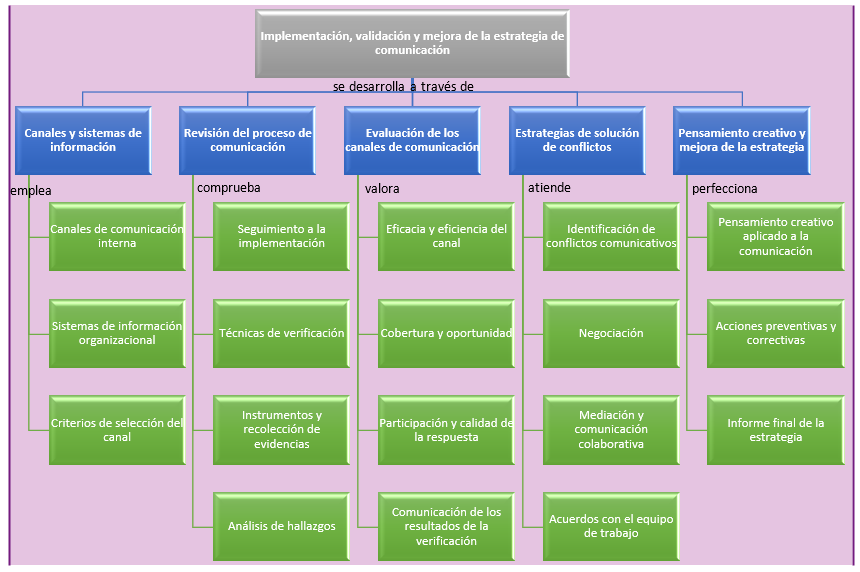 Implementación, validación y mejora de la estrategia de
comunicación
se desarrolla a través de
Canales y sistemas de
información
emplea
Canales de comunicación
interna
Sistemas de información
organizacional
Criterios de selección del
canal
Revisión del proceso de
comunicación
comprueba
Seguimiento a la
implementación
Técnicas de verificación
Instrumentos y
recolección de
evidencias
Análisis de hallazgos
Evaluación de los
canales de comunicación
valora
Eficacia y eficiencia del
canal
Cobertura y oportunidad
Participación y calidad de
la respuesta
Comunicación de los
resultados de la
verificación
Estrategias de solución
de conflictos
atiende
Identificación de
conflictos comunicativos
Negociación
Mediación y
comunicación
colaborativa
Acuerdos con el equipo
de trabajo
Pensamiento creativo y
mejora de la estrategia
perfecciona
Pensamiento creativo
aplicado a la
comunicación
Acciones preventivas y
correctivas
Informe final de la
estrategia